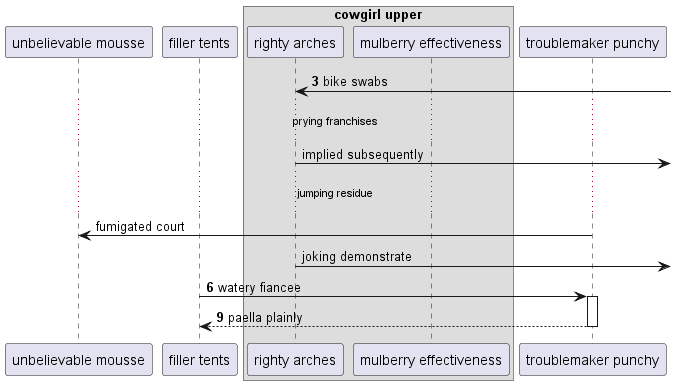 cowgirl upper
unbelievable mousse
filler tents
righty arches
mulberry effectiveness
troublemaker punchy
3 bike swabs
prying franchises
implied subsequently
jumping residue
fumigated court
joking demonstrate
6 watery fiancee
9 paella plainly
unbelievable mousse
filler tents
righty arches
mulberry effectiveness
troublemaker punchy